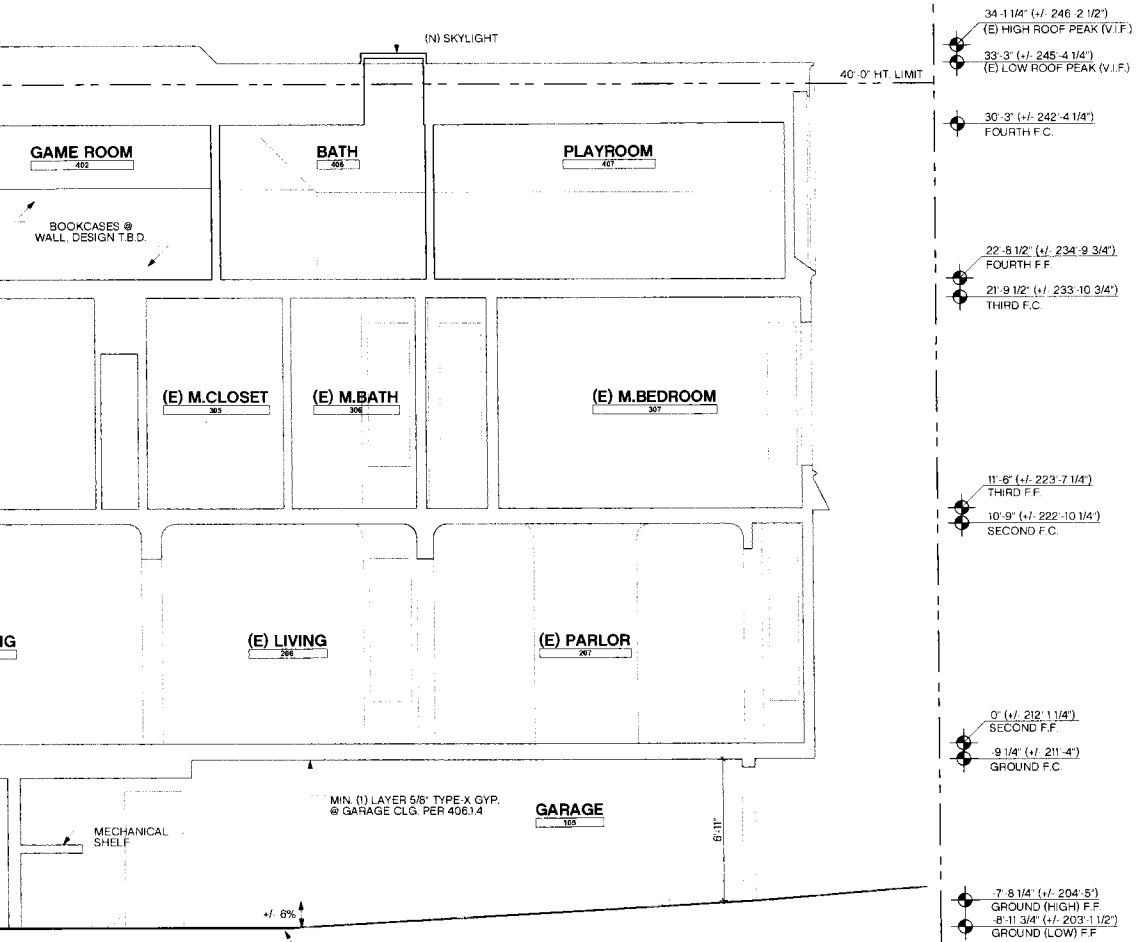 34'-1 1/4" (+/- 246'-2 1/2")
(E) HIGH ROOF PEAK (V.I.F.)
(N) SKYLIGHT
33'-3" (+/- 245'-4 1/4")
(E) LOW ROOF PEAK (V.I.F.)
40'-0" HT. LIMIT
30'-3" (+/- 242'-4 1/4")
FOURTH F.C.
GAME ROOM
402
BATH
406
PLAYROOM
407
BOOKCASES @
WALL, DESIGN T.B.D.
22'-8 1/2" (+/- 234'-9 3/4")
FOURTH F.F.
21'-9 1/2" (+/- 233'-10 3/4")
THIRD F.C.
(E) M.CLOSET
305
(E) M.BATH
306
(E) M.BEDROOM
307
11'-6" (+/- 223'-7 1/4")
THIRD F.F.
10'-9" (+/- 222'-10 1/4")
SECOND F.C.
(E) LIVING
206
(E) PARLOR
207
0" (+/- 212' 1 1/4")
SECOND F.F.
-9 1/4" (+/- 211'-4")
GROUND F.C.
MIN. (1) LAYER 5/8" TYPE-X GYP.
@ GARAGE CLG. PER 406.1.4
GARAGE
105
6'-11"
MECHANICAL
SHELF
+/- 6%
-7'-8 1/4" (+/- 204'-5")
GROUND (HIGH) F.F.
-8'-11 3/4" (+/- 203'-1 1/2")
GROUND (LOW) F.F